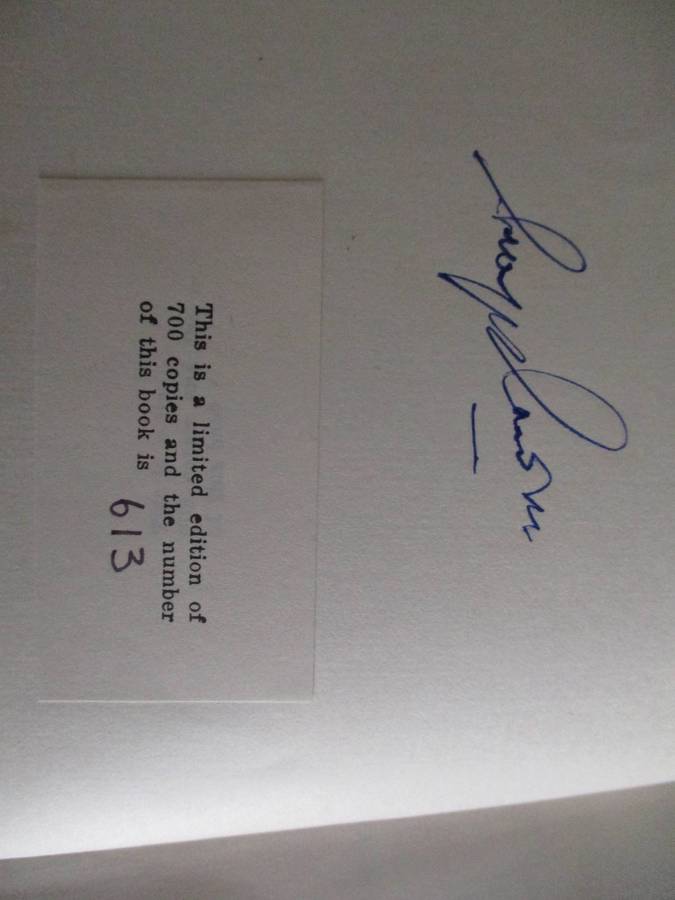 This is a limited edition of
700 copies and the number
of this book is 613